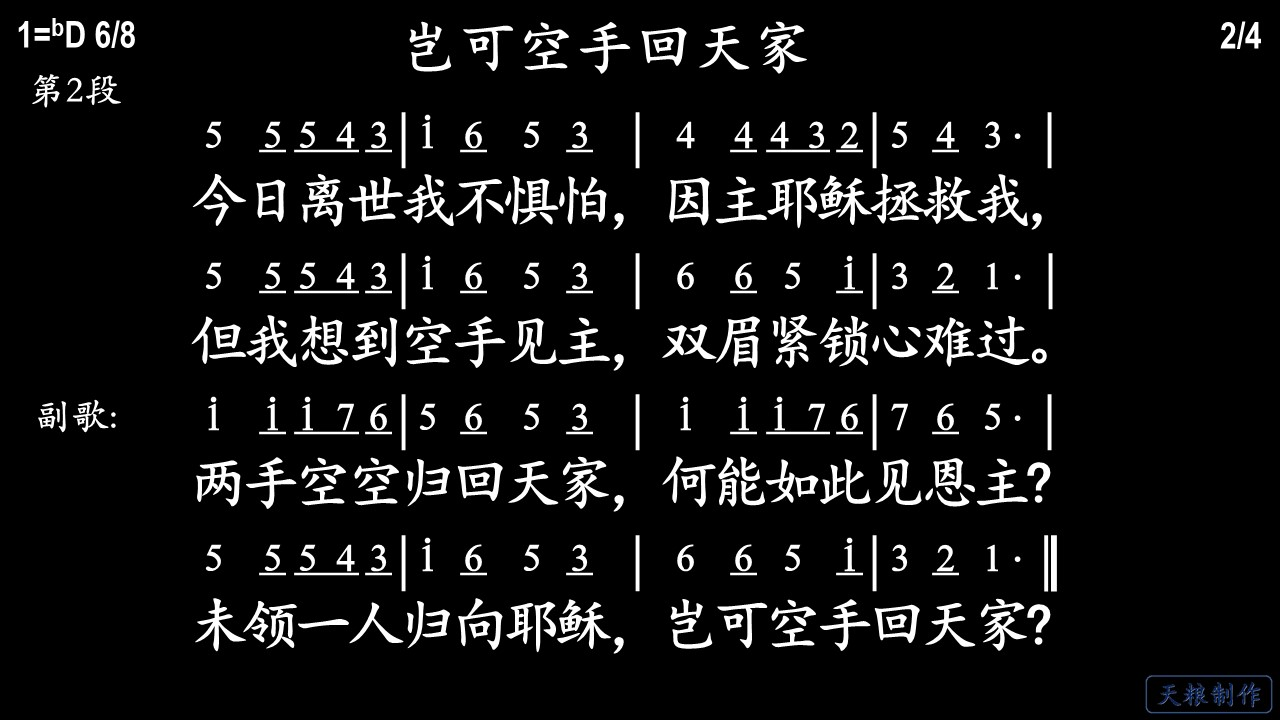 1=ᵇD 6/8 岂可空手回天家 2/4
第2段
5 5 5 4 3 | i̇ 6 5 3 | 4 4 4 3 2 | 5 4 3· |
今日离世我不惧怕，因主耶稣拯救我，
5 5 5 4 3 | i̇ 6 5 3 | 6 6 5 i̇ | 3 2 1· |
但我想到空手见主，双眉紧锁心难过。
副歌: i̇ i̇ i̇ 7 6 | 5 6 5 3 | i̇ i̇ i̇ 7 6 | 7 6 5· |
两手空空归回天家，何能如此见恩主?
5 5 5 4 3 | i̇ 6 5 3 | 6 6 5 i̇ | 3 2 1· ‖
未领一人归向耶稣，岂可空手回天家?
天粮制作